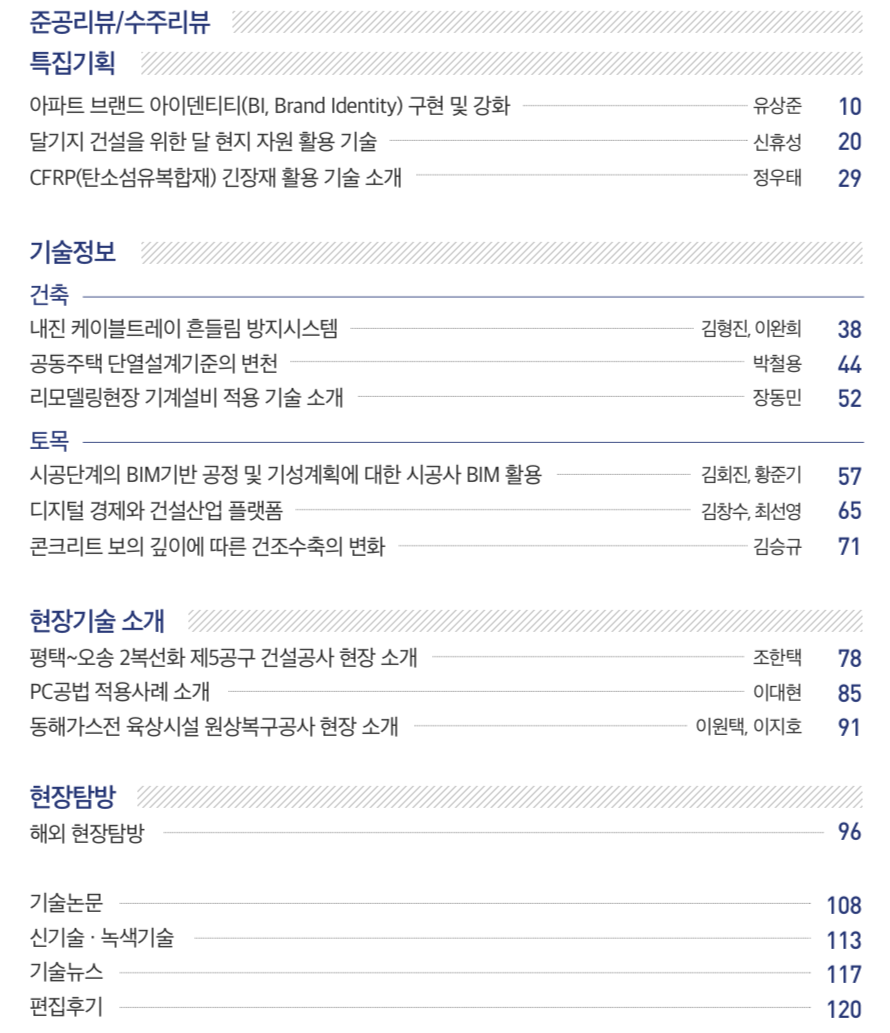 준공리뷰/수주리뷰
특집기획
아파트 브랜드 아이덴티티(BI, Brand Identity) 구현 및 강화 유상준 10
달기지 건설을 위한 달 현지 자원 활용 기술 신휴성 20
CFRP(탄소섬유복합재) 긴장재 활용 기술 소개 정우태 29
기술정보
건축
내진 케이블트레이 흔들림 방지시스템 김형진, 이완희 38
공동주택 단열설계기준의 변천 박철용 44
리모델링현장 기계설비 적용 기술 소개 장동민 52
토목
시공단계의 BIM기반 공정 및 기성계획에 대한 시공사 BIM 활용 김회진, 황준기 57
디지털 경제와 건설산업 플랫폼 김창수, 최선영 65
콘크리트 보의 깊이에 따른 건조수축의 변화 김승규 71
현장기술 소개
평택~오송 2복선화 제5공구 건설공사 현장 소개 조한택 78
PC공법 적용사례 소개 이대현 85
동해가스전 육상시설 원상복구공사 현장 소개 이원택, 이지호 91
현장탐방
해외 현장탐방 96
기술논문 108
신기술 · 녹색기술 113
기술뉴스 117
편집후기 120